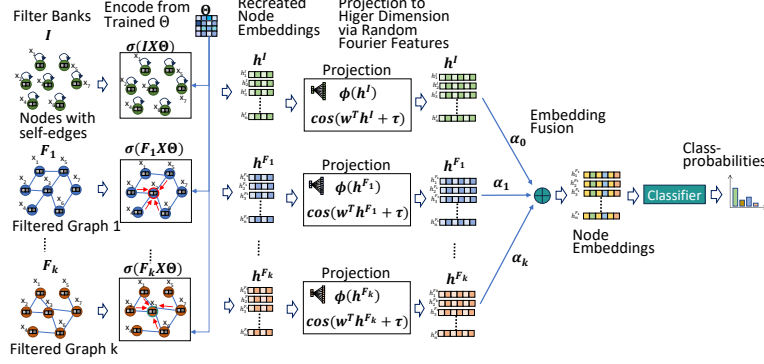 Filter Banks
I
Encode from
Trained Θ
Θ
Recreated
Node
Embeddings
Projection to
Higer Dimension
via Random
Fourier Features
σ(IXΘ)
h^I
Projection
ϕ(h^I)
cos(w^T h^I + τ)
h^I
Nodes with
self-edges
α_0
Embedding
Fusion
F_1
σ(F_1XΘ)
h^{F_1}
Projection
ϕ(h^{F_1})
cos(w^T h^{F_1} + τ)
h^{F_1}
α_1
Class-
probabilities
Classifier
Node
Embeddings
Filtered Graph 1
F_k
σ(F_kXΘ)
h^{F_k}
Projection
ϕ(h^{F_k})
cos(w^T h^{F_k} + τ)
h^{F_k}
α_k
Filtered Graph k